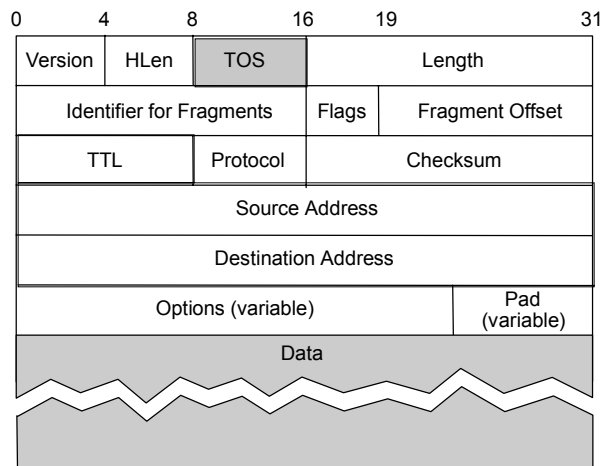 0 4 8 16 19 31
Version HLen TOS Length
Identifier for Fragments Flags Fragment Offset
TTL Protocol Checksum
Source Address
Destination Address
Options (variable) Pad
(variable)
Data